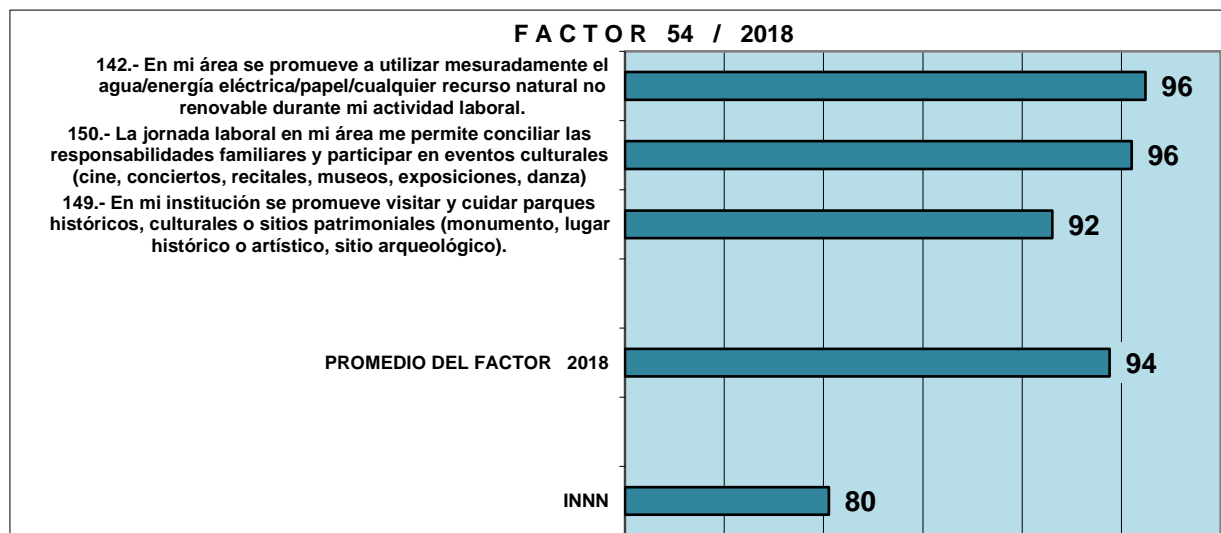 F A C T O R 54 / 2018
142.- En mi área se promueve a utilizar mesuradamente el
agua/energía eléctrica/papel/cualquier recurso natural no
renovable durante mi actividad laboral.
96
150.- La jornada laboral en mi área me permite conciliar las
responsabilidades familiares y participar en eventos culturales
(cine, conciertos, recitales, museos, exposiciones, danza)
96
149.- En mi institución se promueve visitar y cuidar parques
históricos, culturales o sitios patrimoniales (monumento, lugar
histórico o artístico, sitio arqueológico).
92
PROMEDIO DEL FACTOR 2018
94
INNN
80